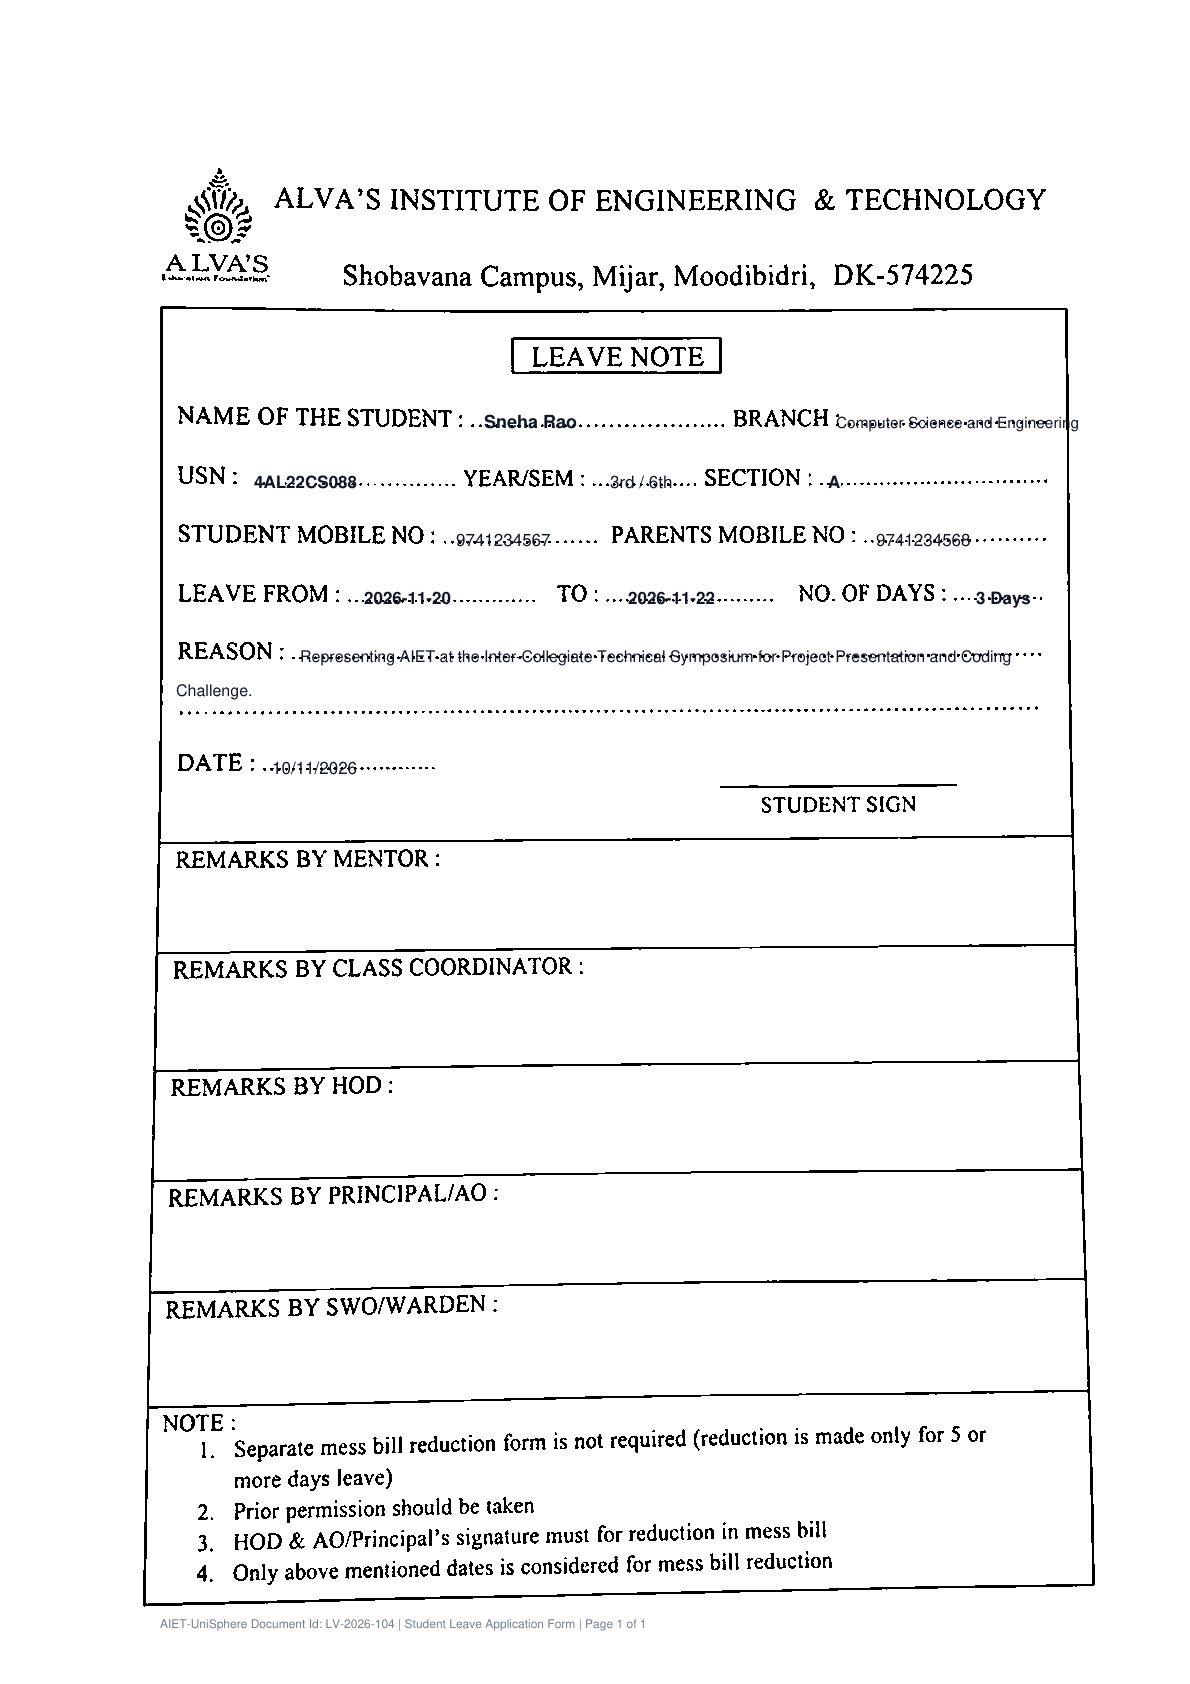 ALVA'S INSTITUTE OF ENGINEERING & TECHNOLOGY
ALVA'S
Education Foundation
Shobavana Campus, Mijar, Moodibidri, DK-574225
LEAVE NOTE
NAME OF THE STUDENT : ..Sneha Rao..................... BRANCH : Computer Science and Engineering
USN : 4AL22CS088.............. YEAR/SEM : ...3rd / 6th.... SECTION : ..A..............................
STUDENT MOBILE NO : ..9741234567....... PARENTS MOBILE NO : ..9741234568..........
LEAVE FROM : ...2026-11-20............ TO : ....2026-11-22......... NO. OF DAYS : ....3 Days..
REASON : ..Representing AIET at the Inter-Collegiate Technical Symposium for Project Presentation and Coding....
Challenge.
DATE : ..10/11/2026............
STUDENT SIGN
REMARKS BY MENTOR :
REMARKS BY CLASS COORDINATOR :
REMARKS BY HOD :
REMARKS BY PRINCIPAL/AO :
REMARKS BY SWO/WARDEN :
NOTE :
1. Separate mess bill reduction form is not required (reduction is made only for 5 or
more days leave)
2. Prior permission should be taken
3. HOD & AO/Principal's signature must for reduction in mess bill
4. Only above mentioned dates is considered for mess bill reduction
AIET-UniSphere Document Id: LV-2026-104 | Student Leave Application Form | Page 1 of 1